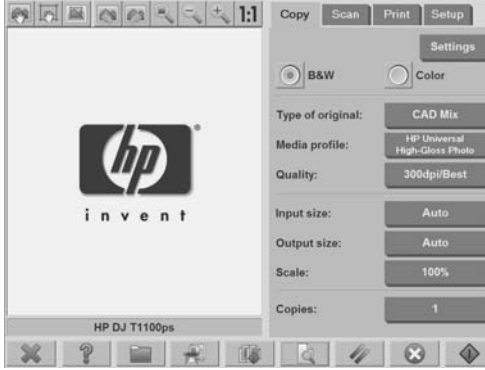 1:1
Copy Scan Print Setup
Settings
B&W Color
Type of original: CAD Mix
Media profile: HP Universal
High-Gloss Photo
Quality: 300dpi/Best
Input size: Auto
Output size: Auto
Scale: 100%
Copies: 1
hp
invent
HP DJ T1100ps
?